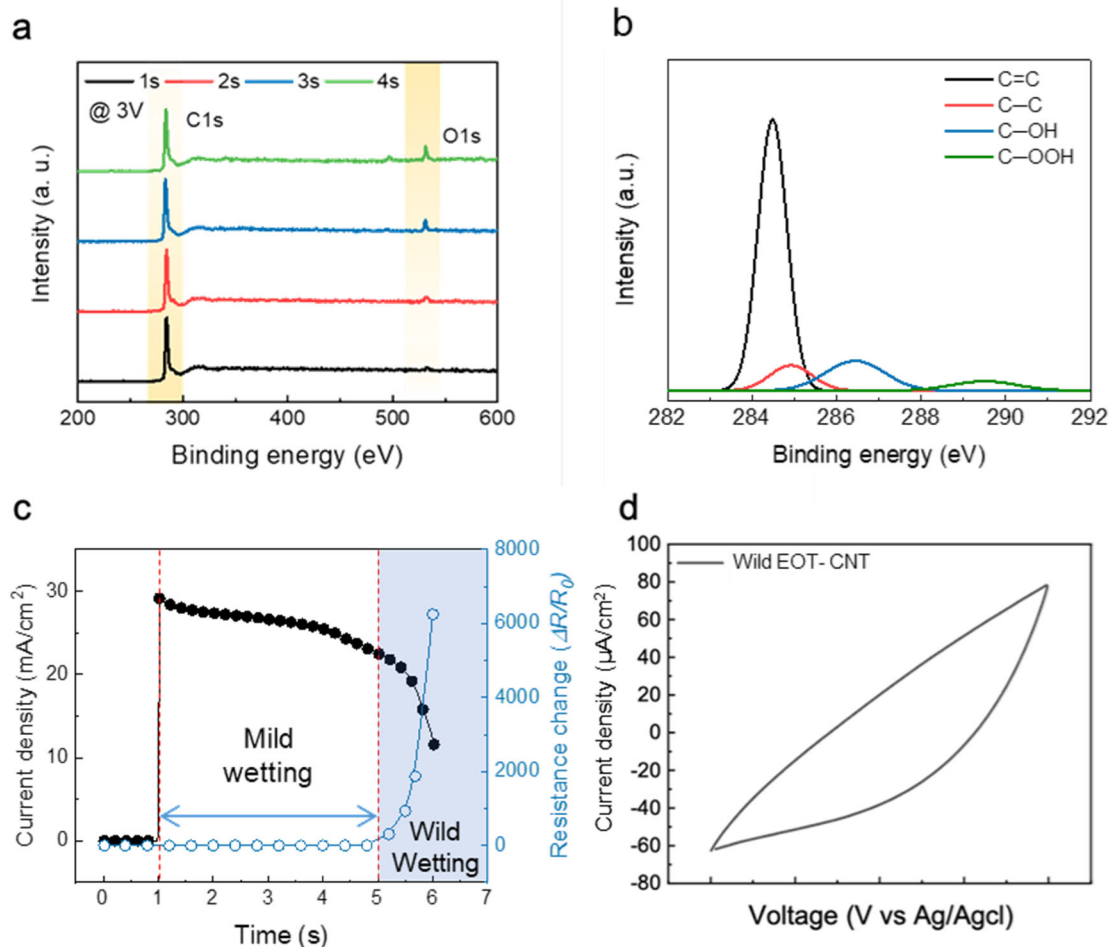 a
1s 2s 3s 4s
@ 3V
C1s
O1s
Intensity (a. u.)
200 300 400 500 600
Binding energy (eV)
b
C=C
C—C
C—OH
C—OOH
Intensity (a.u.)
282 284 286 288 290 292
Binding energy (eV)
c
Current density (mA/cm²)
30
20
10
0
Mild
wetting
Wild
Wetting
8000
6000
4000
2000
0
Resistance change (ΔR/R₀)
0 1 2 3 4 5 6 7
Time (s)
d
Wild EOT- CNT
Current density (µA/cm²)
100
80
60
40
20
0
-20
-40
-60
-80
Voltage (V vs Ag/Agcl)